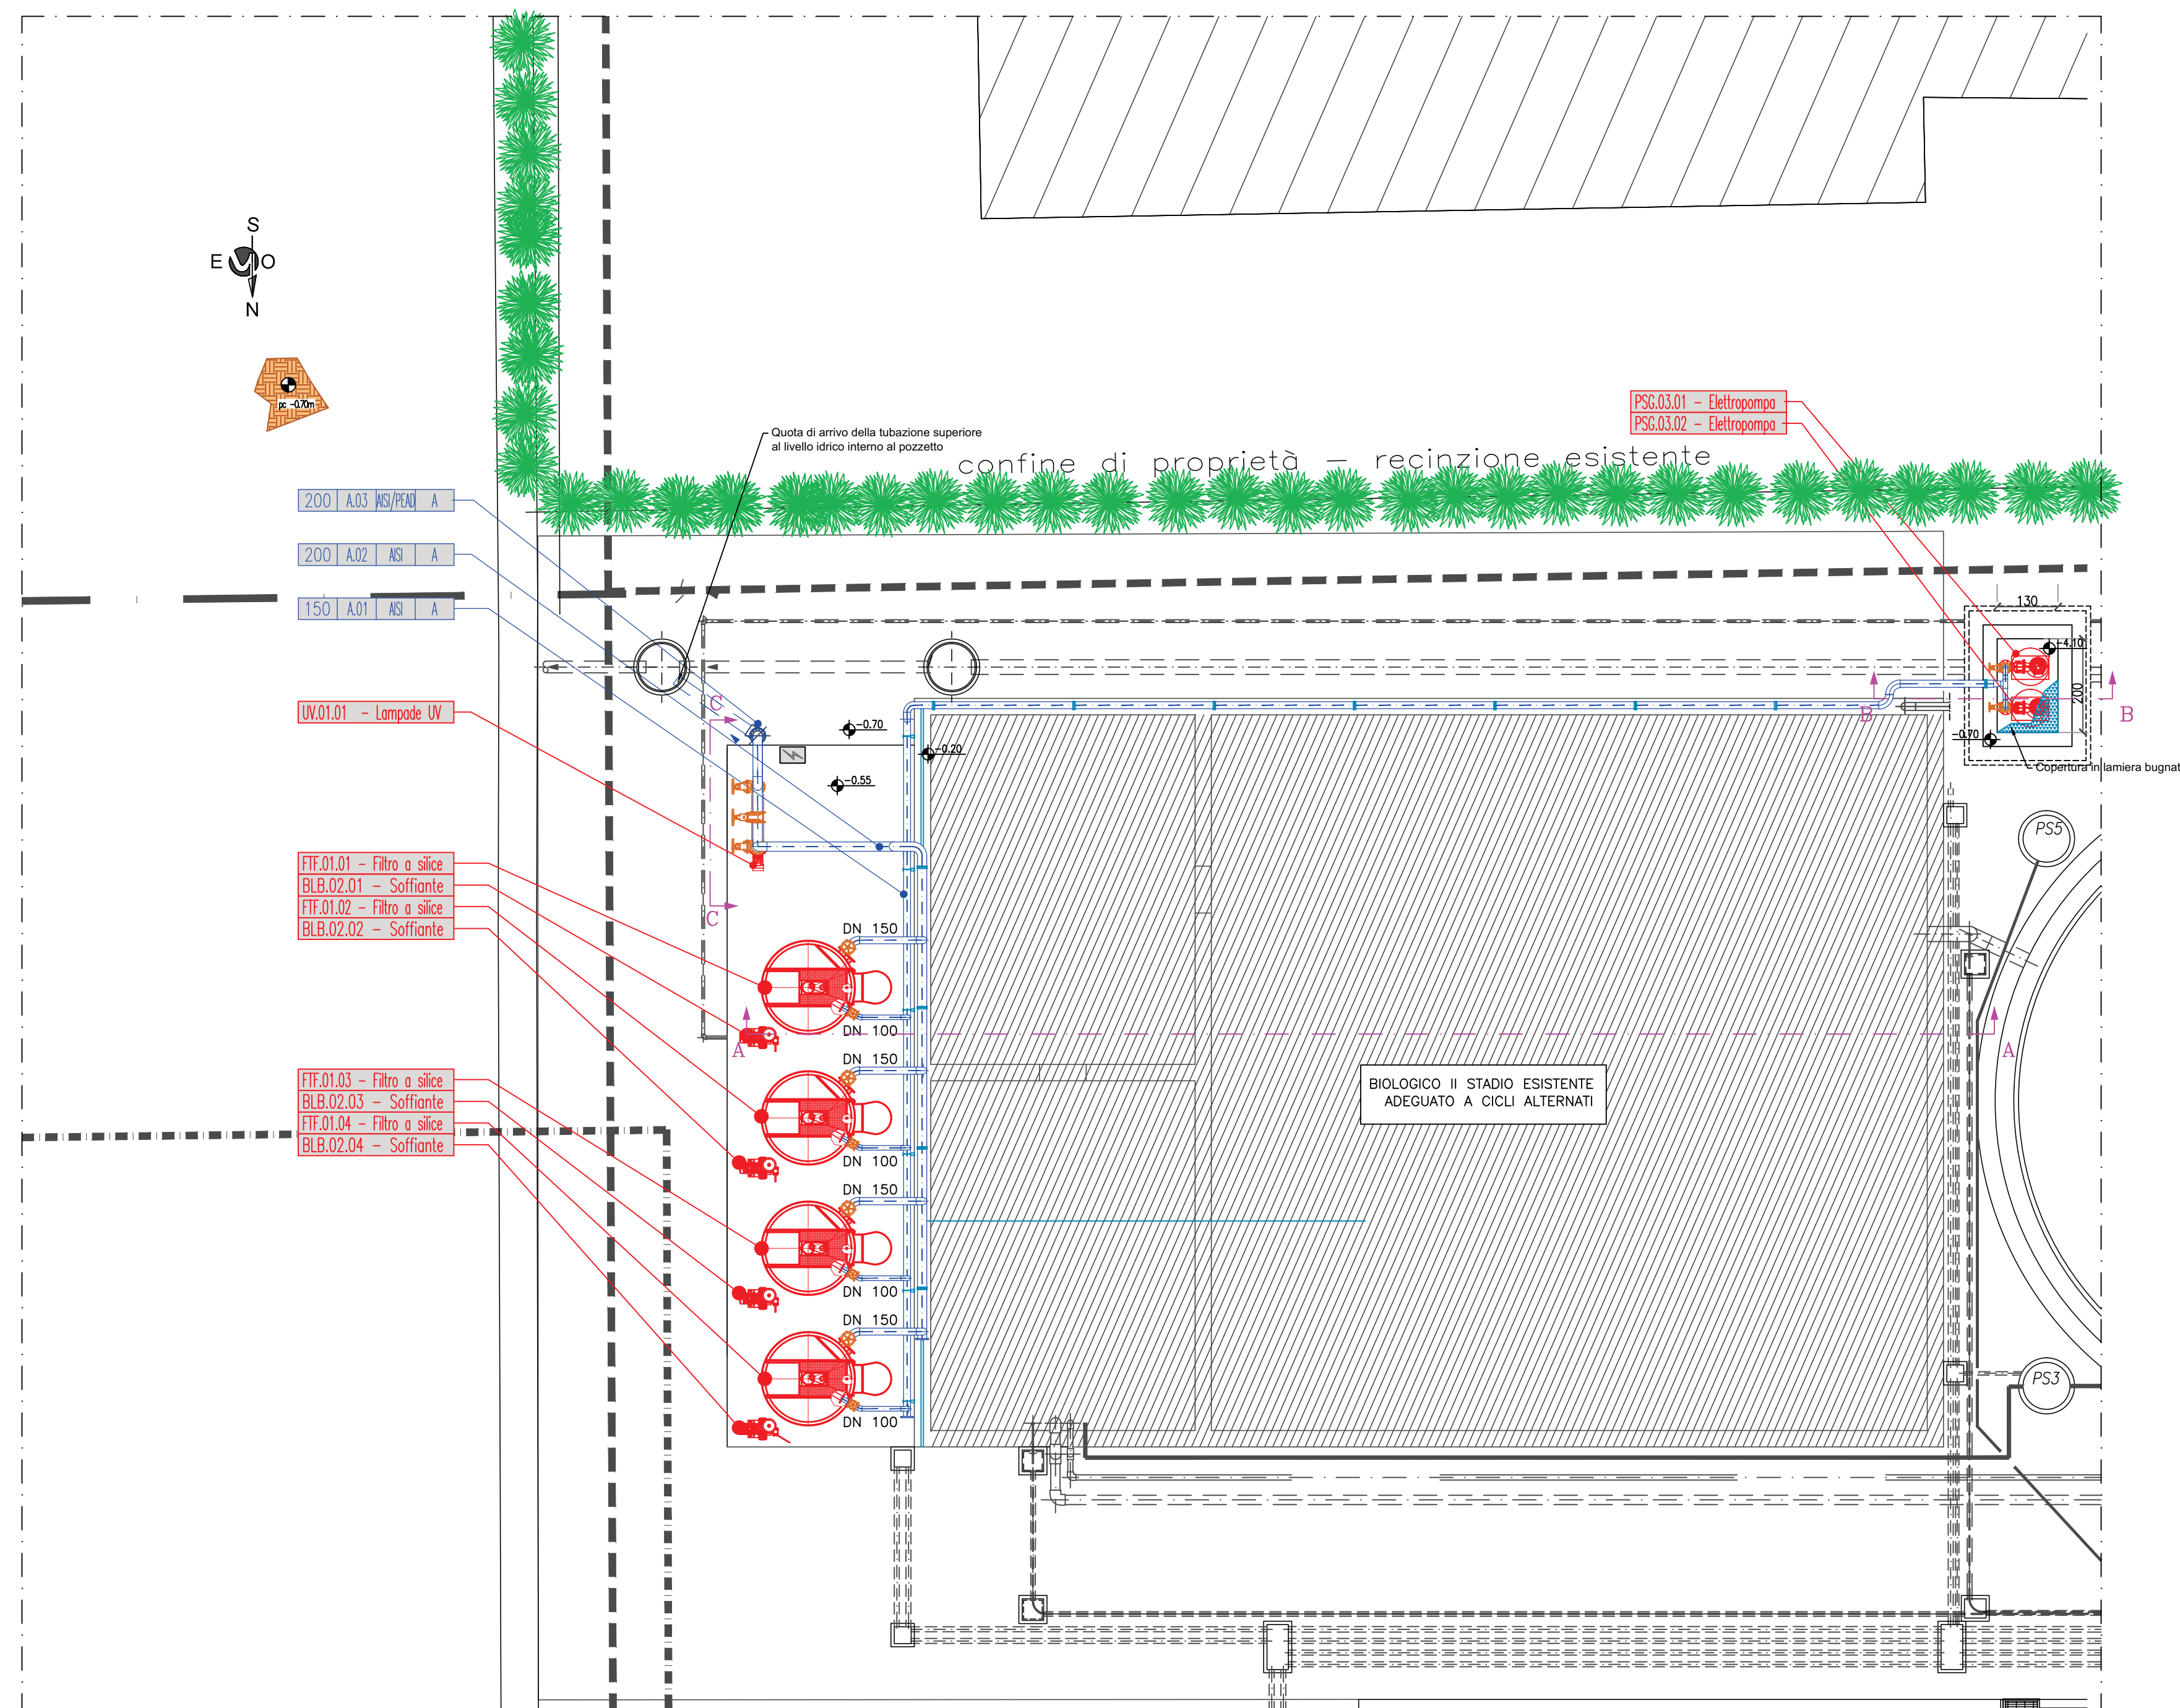 S
E O
N
pc -0.70m
Quota di arrivo della tubazione superiore
al livello idrico interno al pozzetto
PSG.03.01 - Elettropompa
PSG.03.02 - Elettropompa
confine di proprietà - recinzione esistente
200 A.03 AISI/PEAD A
200 A.02 AISI A
150 A.01 AISI A
130
-4.10
200
B
B
-0.70
Copertura in lamiera bugnat
UV.01.01 - Lampade UV
C
-0.70
-0.20
-0.55
C
PS5
FTF.01.01 - Filtro a silice
BLB.02.01 - Soffiante
FTF.01.02 - Filtro a silice
BLB.02.02 - Soffiante
DN 150
DN 100
A
A
DN 150
DN 100
FTF.01.03 - Filtro a silice
BLB.02.03 - Soffiante
FTF.01.04 - Filtro a silice
BLB.02.04 - Soffiante
BIOLOGICO II STADIO ESISTENTE
ADEGUATO A CICLI ALTERNATI
DN 150
DN 100
DN 150
DN 100
PS3